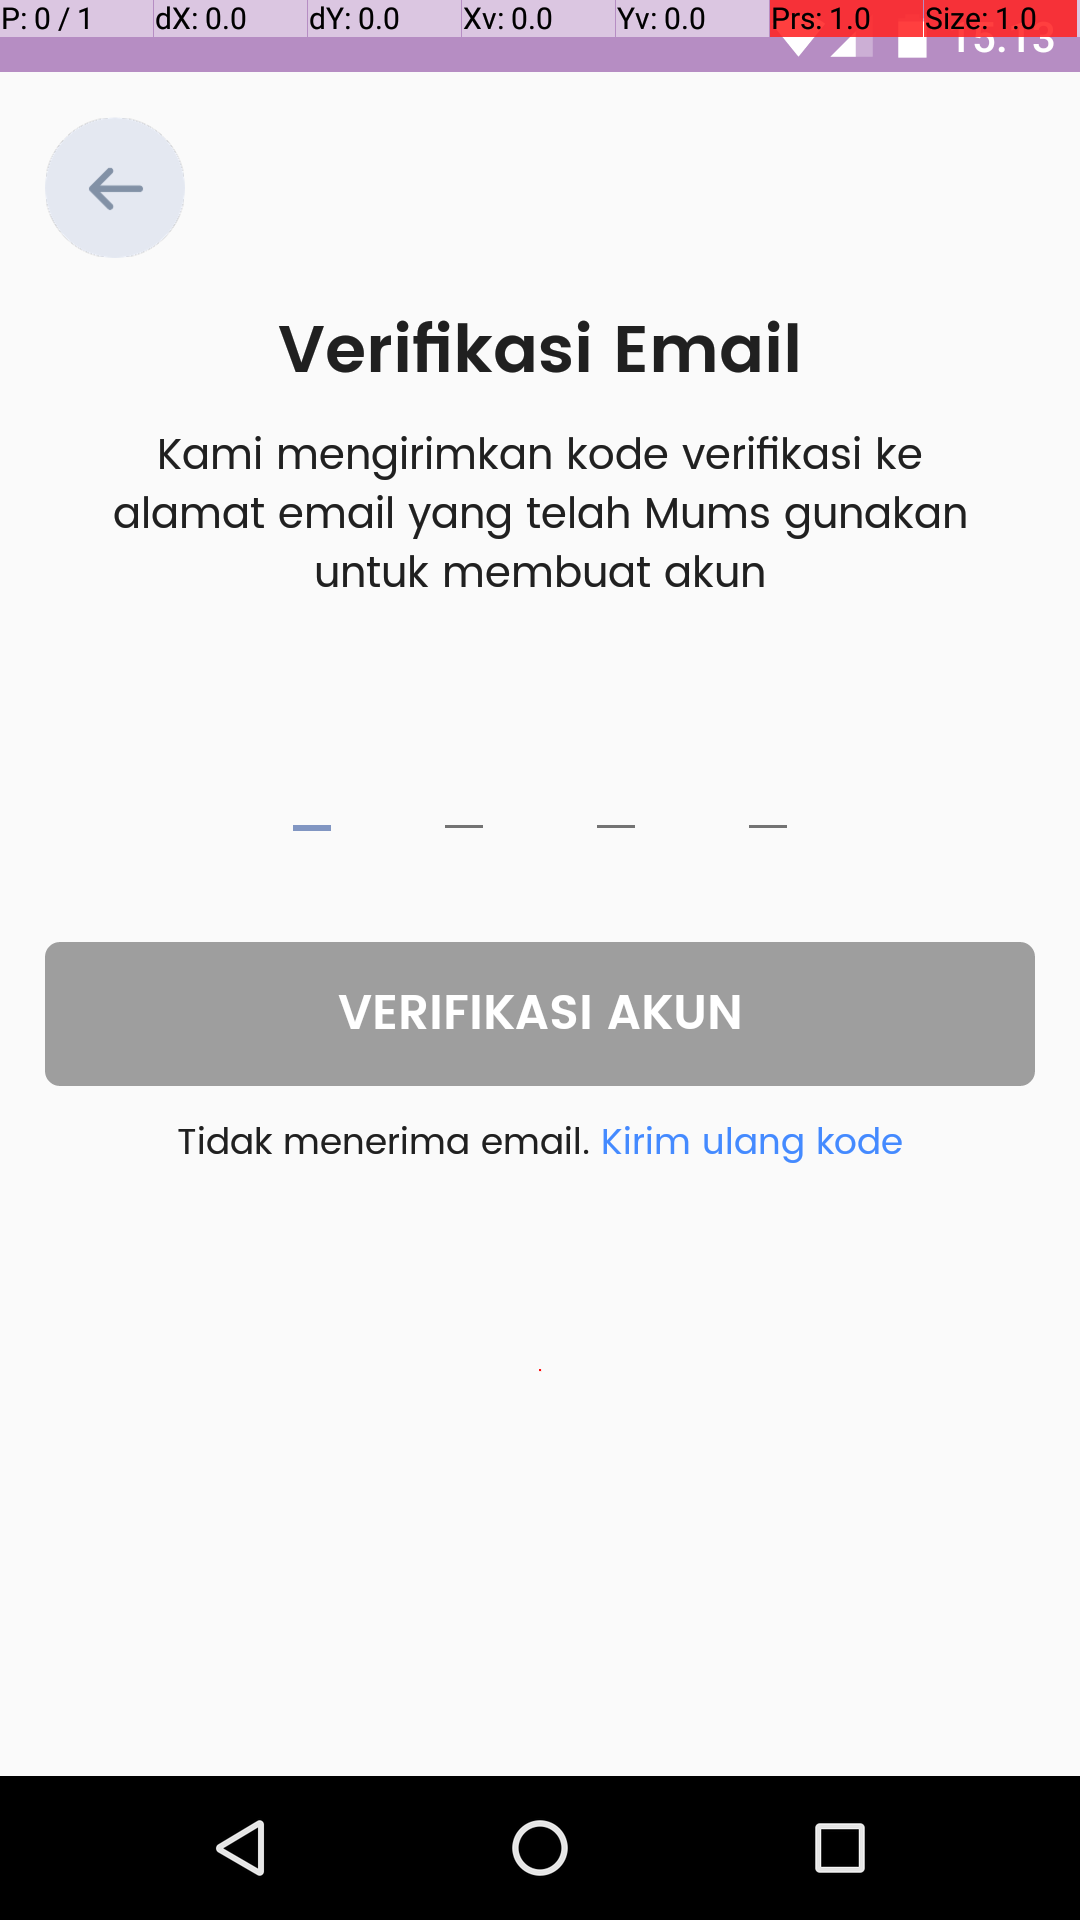 P: 0 / 1 dX: 0.0 dY: 0.0 Xv: 0.0 Yv: 0.0 Prs: 1.0 Size: 1.0
15:13
Verifikasi Email
Kami mengirimkan kode verifikasi ke
alamat email yang telah Mums gunakan
untuk membuat akun
VERIFIKASI AKUN
Tidak menerima email. Kirim ulang kode